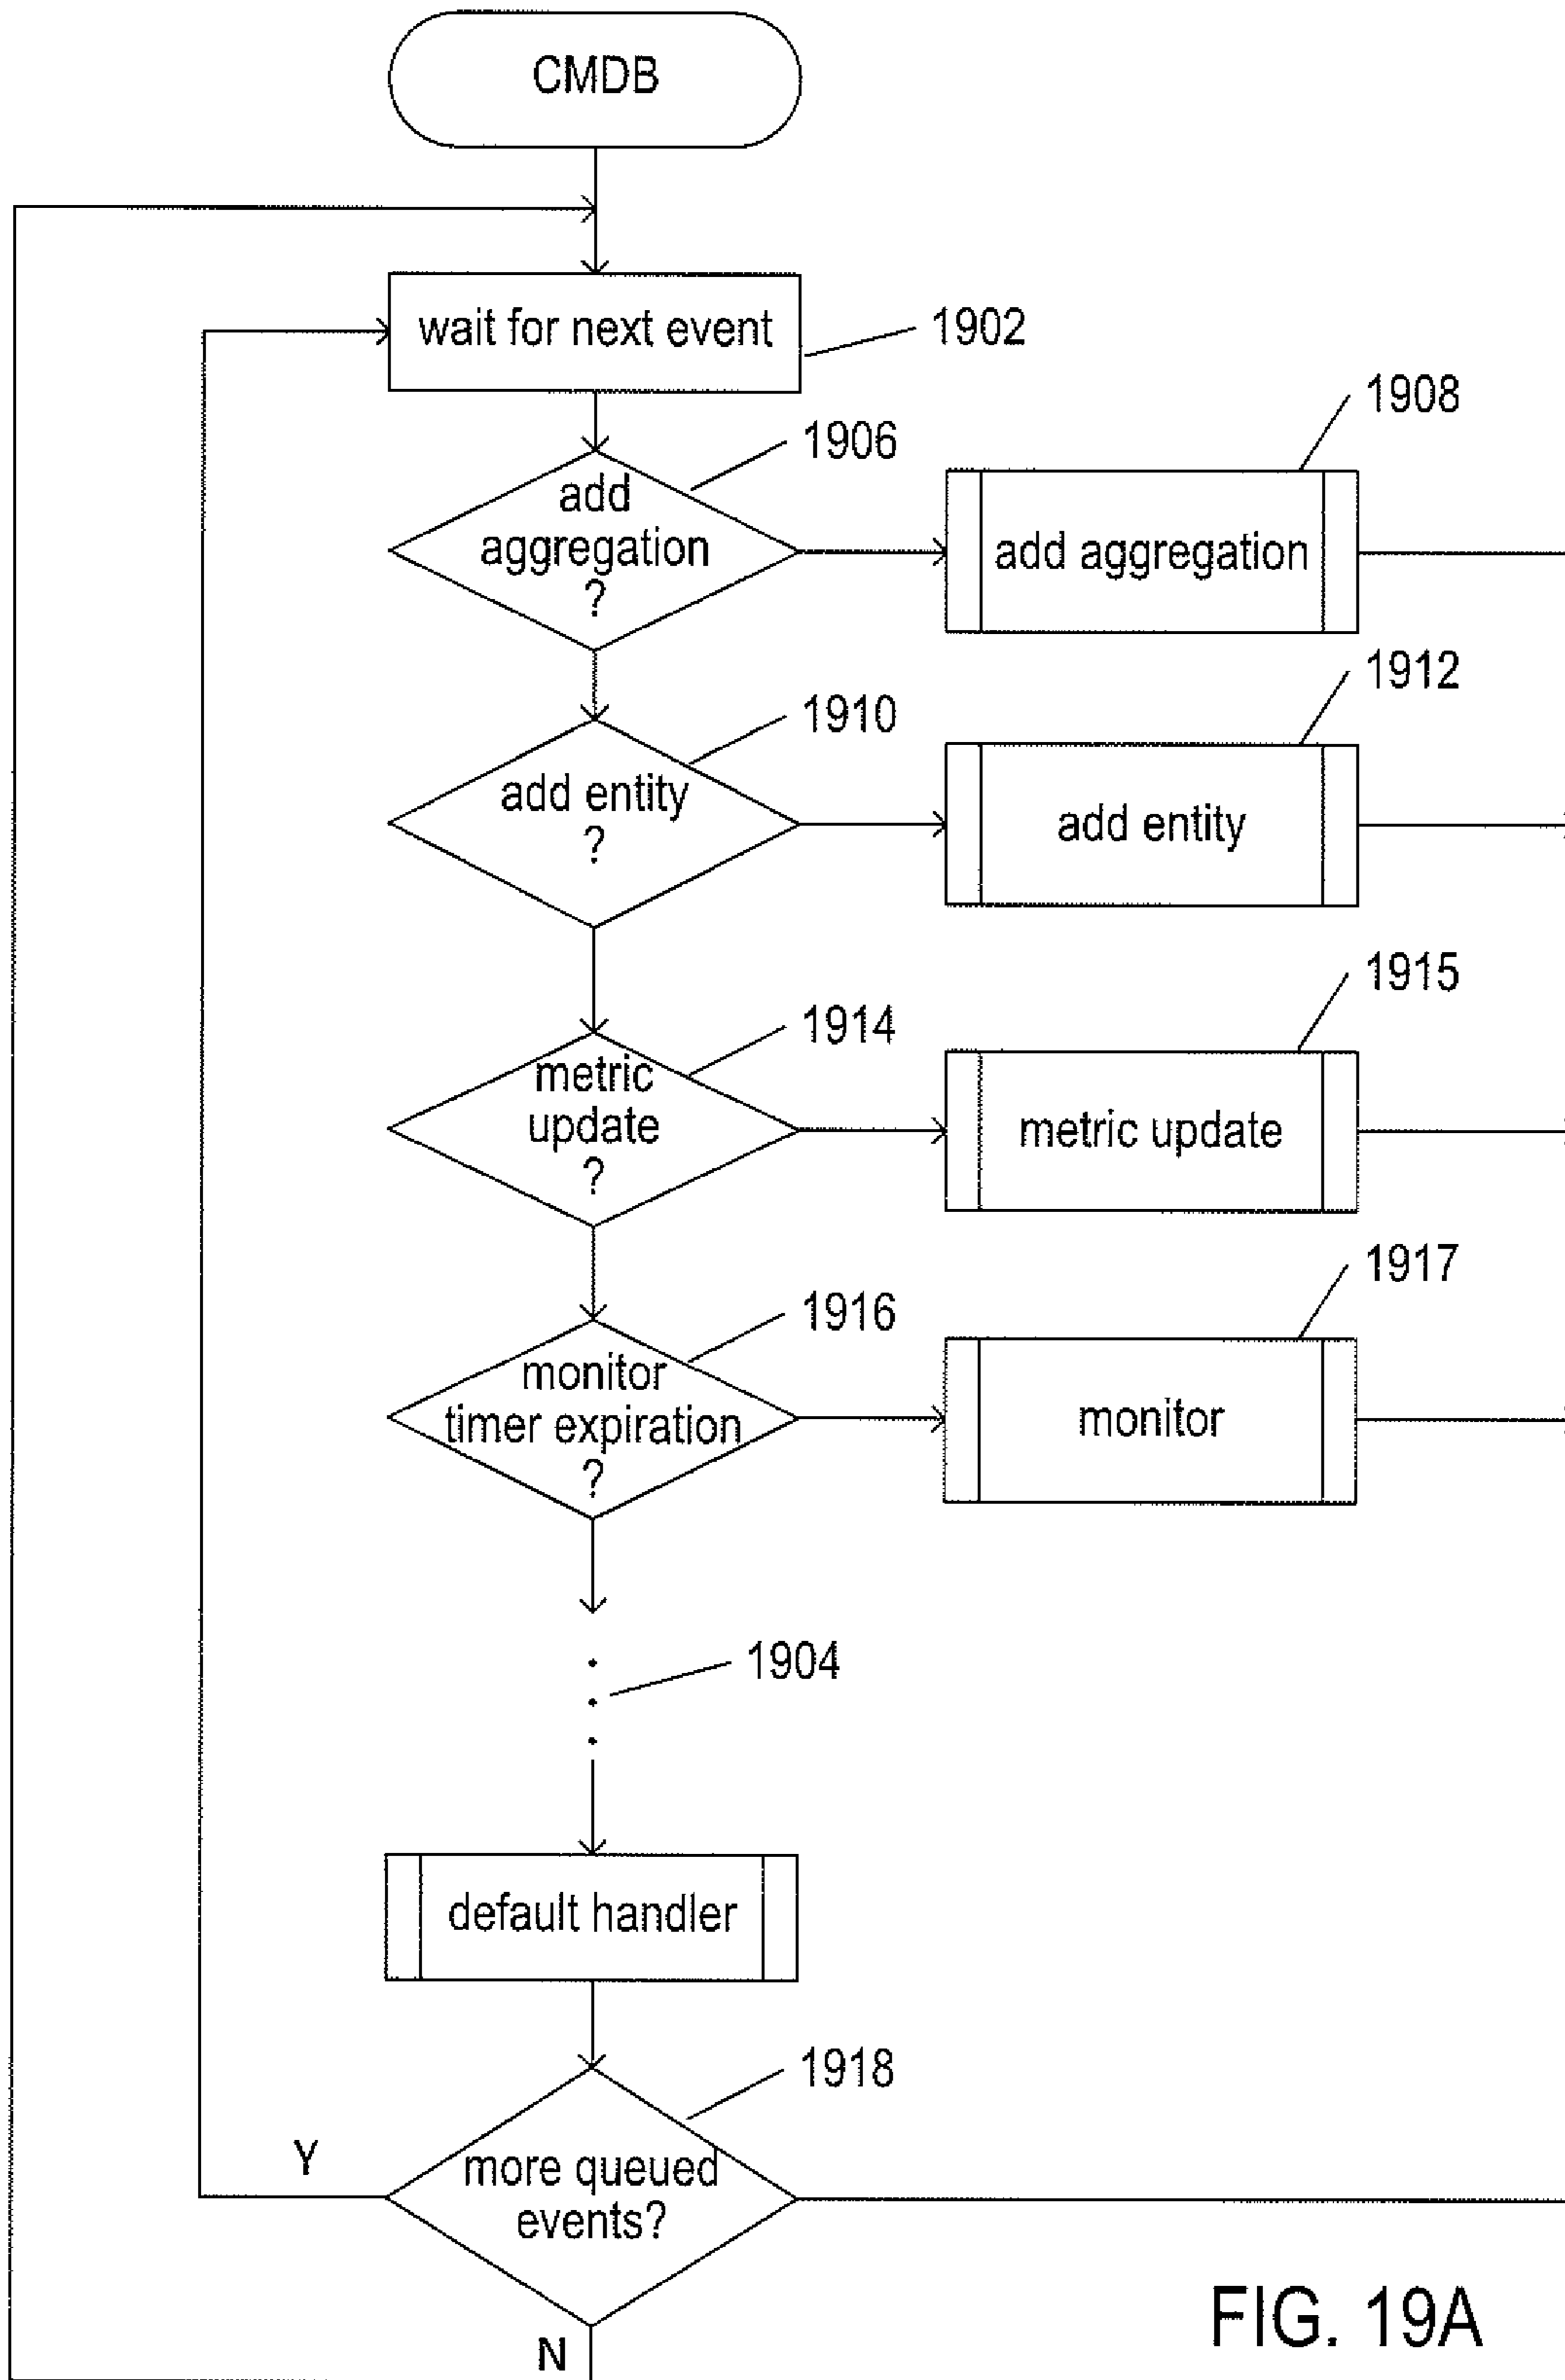 CMDB
wait for next event
1902
1906
1908
add
aggregation
?
add aggregation
1910
1912
add entity
?
add entity
1914
1915
metric
update
?
metric update
1916
1917
monitor
timer expiration
?
monitor
1904
default handler
1918
Y
more queued
events?
N
FIG. 19A